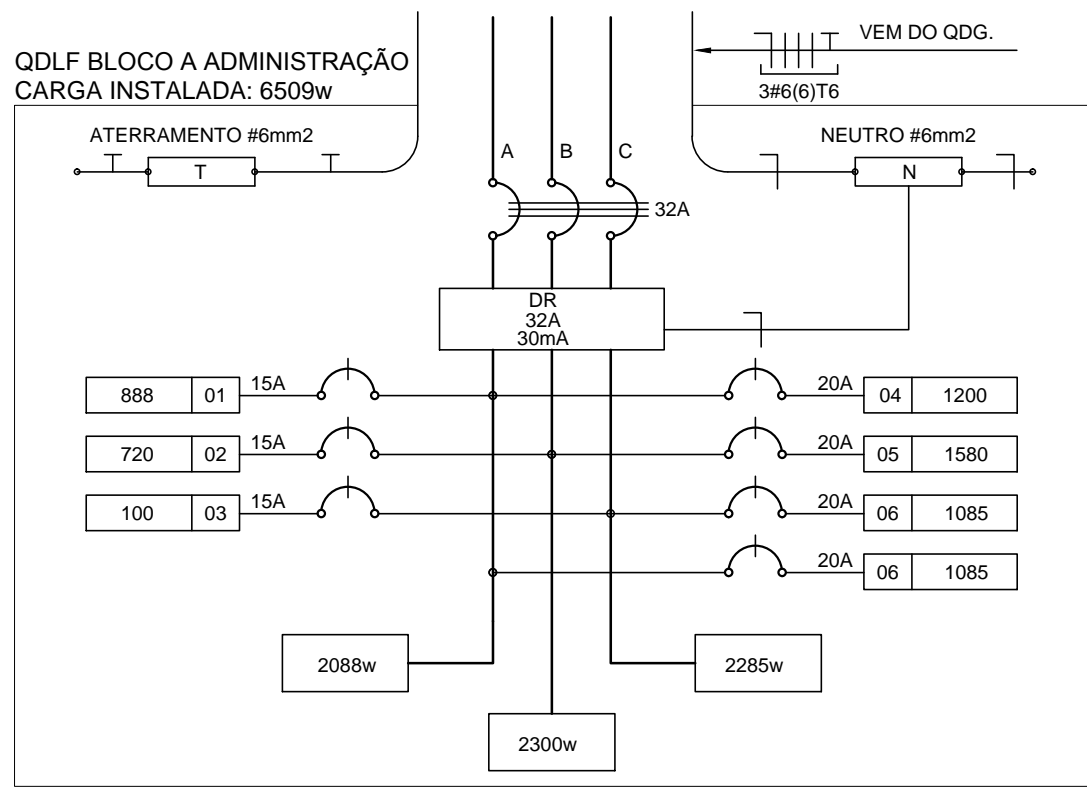 VEM DO QDG.
3#6(6)T6
QDLF BLOCO A ADMINISTRAÇÃO
CARGA INSTALADA: 6509w
ATERRAMENTO #6mm2
NEUTRO #6mm2
T
A
B
C
N
32A
DR
32A
30mA
888
01
15A
20A
04
1200
720
02
15A
20A
05
1580
100
03
15A
20A
06
1085
20A
06
1085
2088w
2285w
2300w